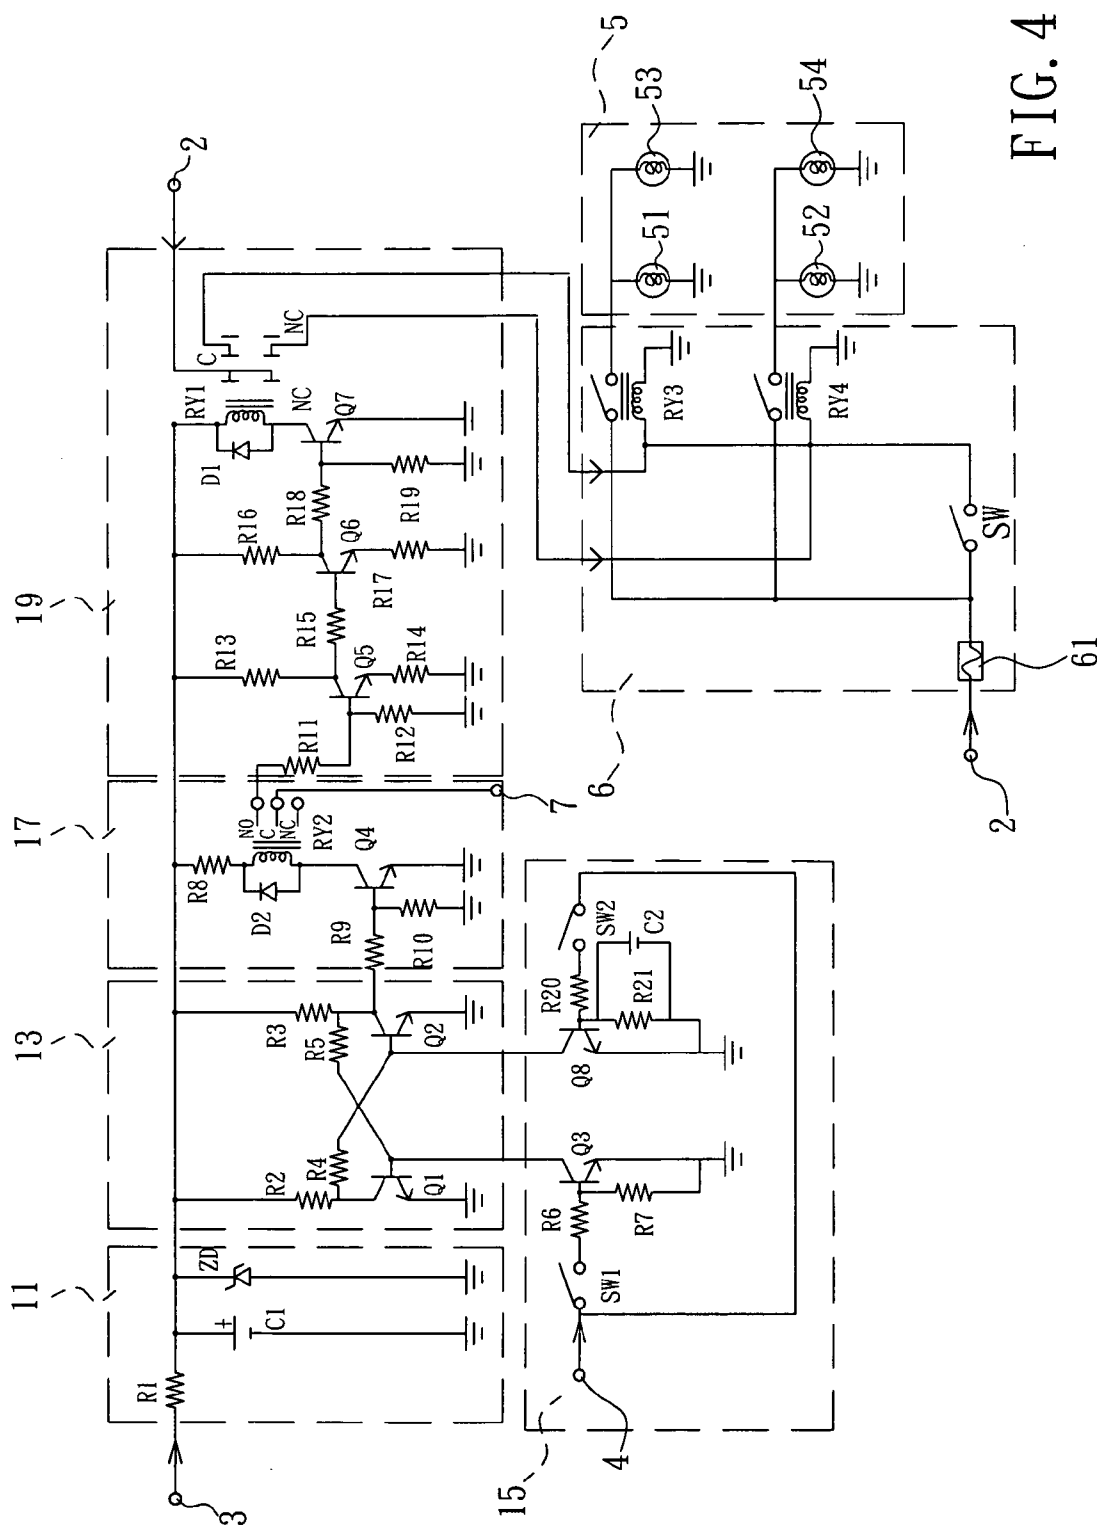 19
17
13
11
2
3
R1
C1
ZD
R2
R4
Q1
R3
R5
Q2
R8
D2
RY2
NO
C
NC
R9
R10
Q4
R11
R12
R13
Q5
R14
R15
R16
Q6
R17
R18
R19
D1
RY1
NC
Q7
C
NC
7
15
4
SW1
R6
R7
Q3
Q8
R20
R21
SW2
C2
6
2
61
SW
RY3
RY4
5
51
53
52
54
FIG. 4